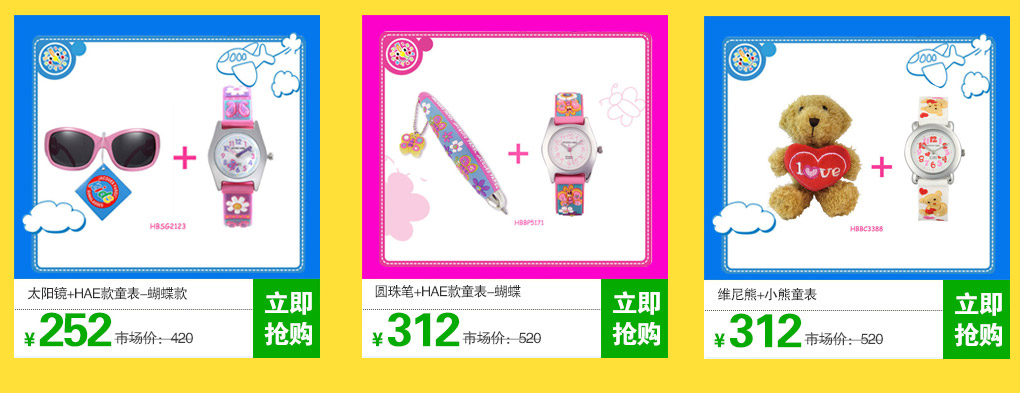 HBSG2123
太阳镜+HAE款童表-蝴蝶款
¥252 市场价：420
立即
抢购
HBBP5171
圆珠笔+HAE款童表-蝴蝶
¥312 市场价：520
立即
抢购
I love
HBBC3388
维尼熊+小熊童表
¥312 市场价：520
立即
抢购